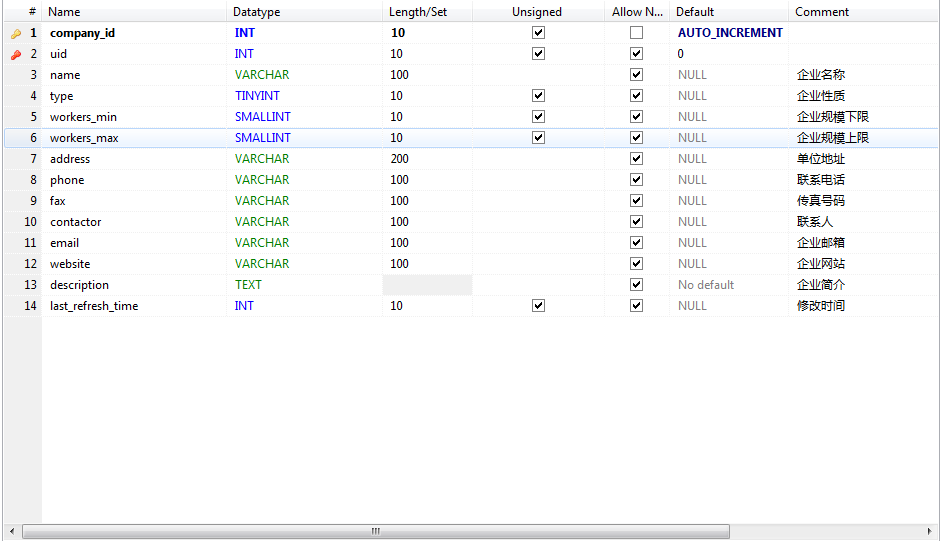 # Name Datatype Length/Set Unsigned Allow N... Default Comment
1 company_id INT 10 AUTO_INCREMENT
2 uid INT 10 0
3 name VARCHAR 100 NULL 企业名称
4 type TINYINT 10 NULL 企业性质
5 workers_min SMALLINT 10 NULL 企业规模下限
6 workers_max SMALLINT 10 NULL 企业规模上限
7 address VARCHAR 200 NULL 单位地址
8 phone VARCHAR 100 NULL 联系电话
9 fax VARCHAR 100 NULL 传真号码
10 contactor VARCHAR 100 NULL 联系人
11 email VARCHAR 100 NULL 企业邮箱
12 website VARCHAR 100 NULL 企业网站
13 description TEXT No default 企业简介
14 last_refresh_time INT 10 NULL 修改时间